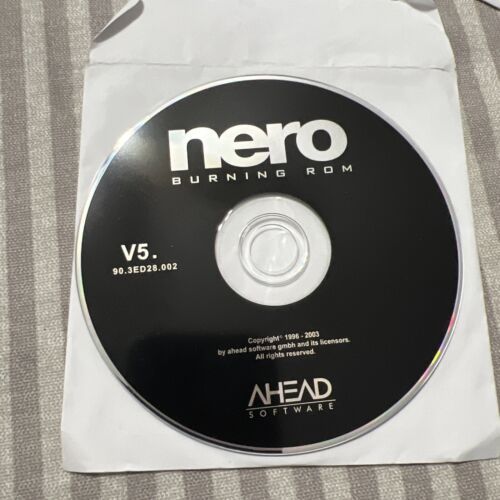 nero
BURNING ROM
V5.
90.3ED28.002
Copyright© 1996 - 2003
by ahead software gmbh and its licensors.
All rights reserved.
AHEAD
SOFTWARE